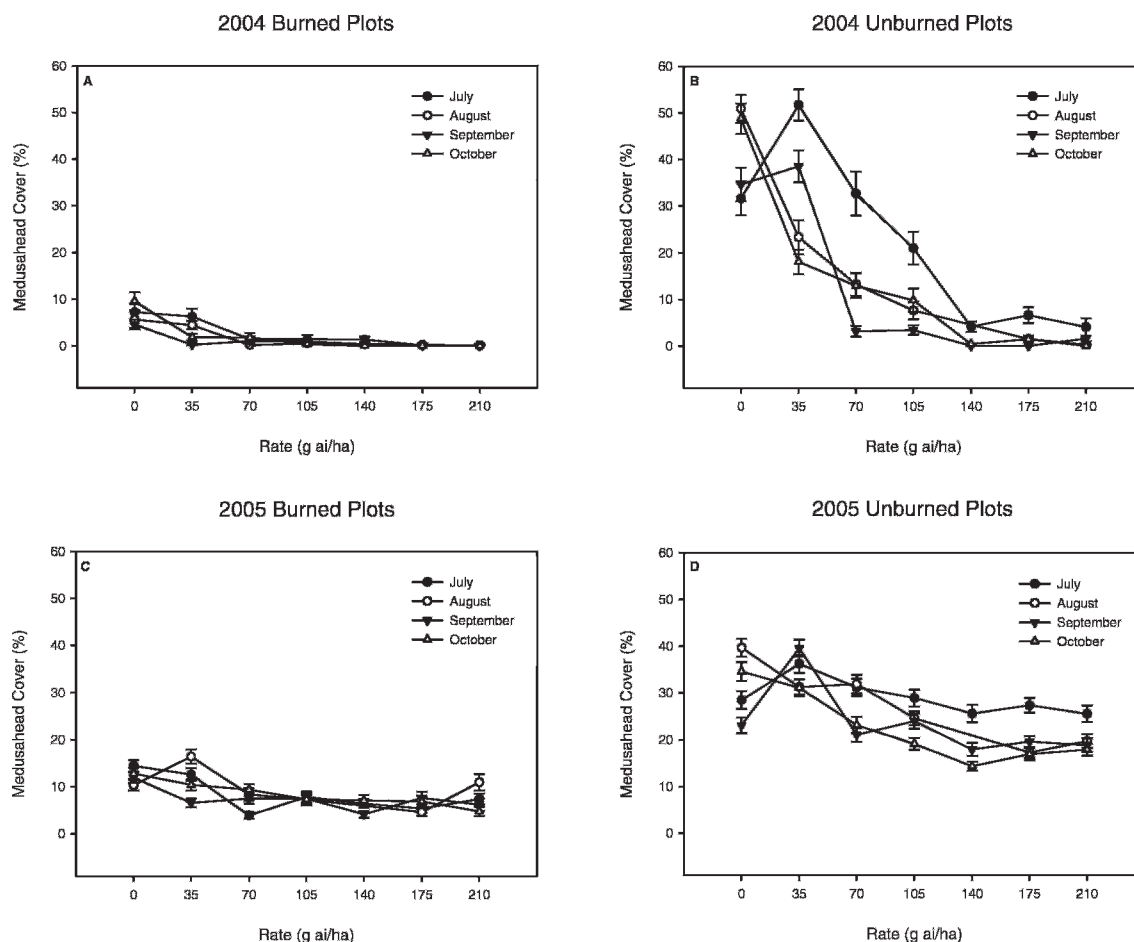 2004 Burned Plots
A
July
August
September
October
Medusahead Cover (%)
60
50
40
30
20
10
0
0 35 70 105 140 175 210
Rate (g ai/ha)
2004 Unburned Plots
B
July
August
September
October
Medusahead Cover (%)
60
50
40
30
20
10
0
0 35 70 105 140 175 210
Rate (g ai/ha)
2005 Burned Plots
C
July
August
September
October
Medusahead Cover (%)
60
50
40
30
20
10
0
0 35 70 105 140 175 210
Rate (g ai/ha)
2005 Unburned Plots
D
July
August
September
October
Medusahead Cover (%)
60
50
40
30
20
10
0
0 35 70 105 140 175 210
Rate (g ai/ha)